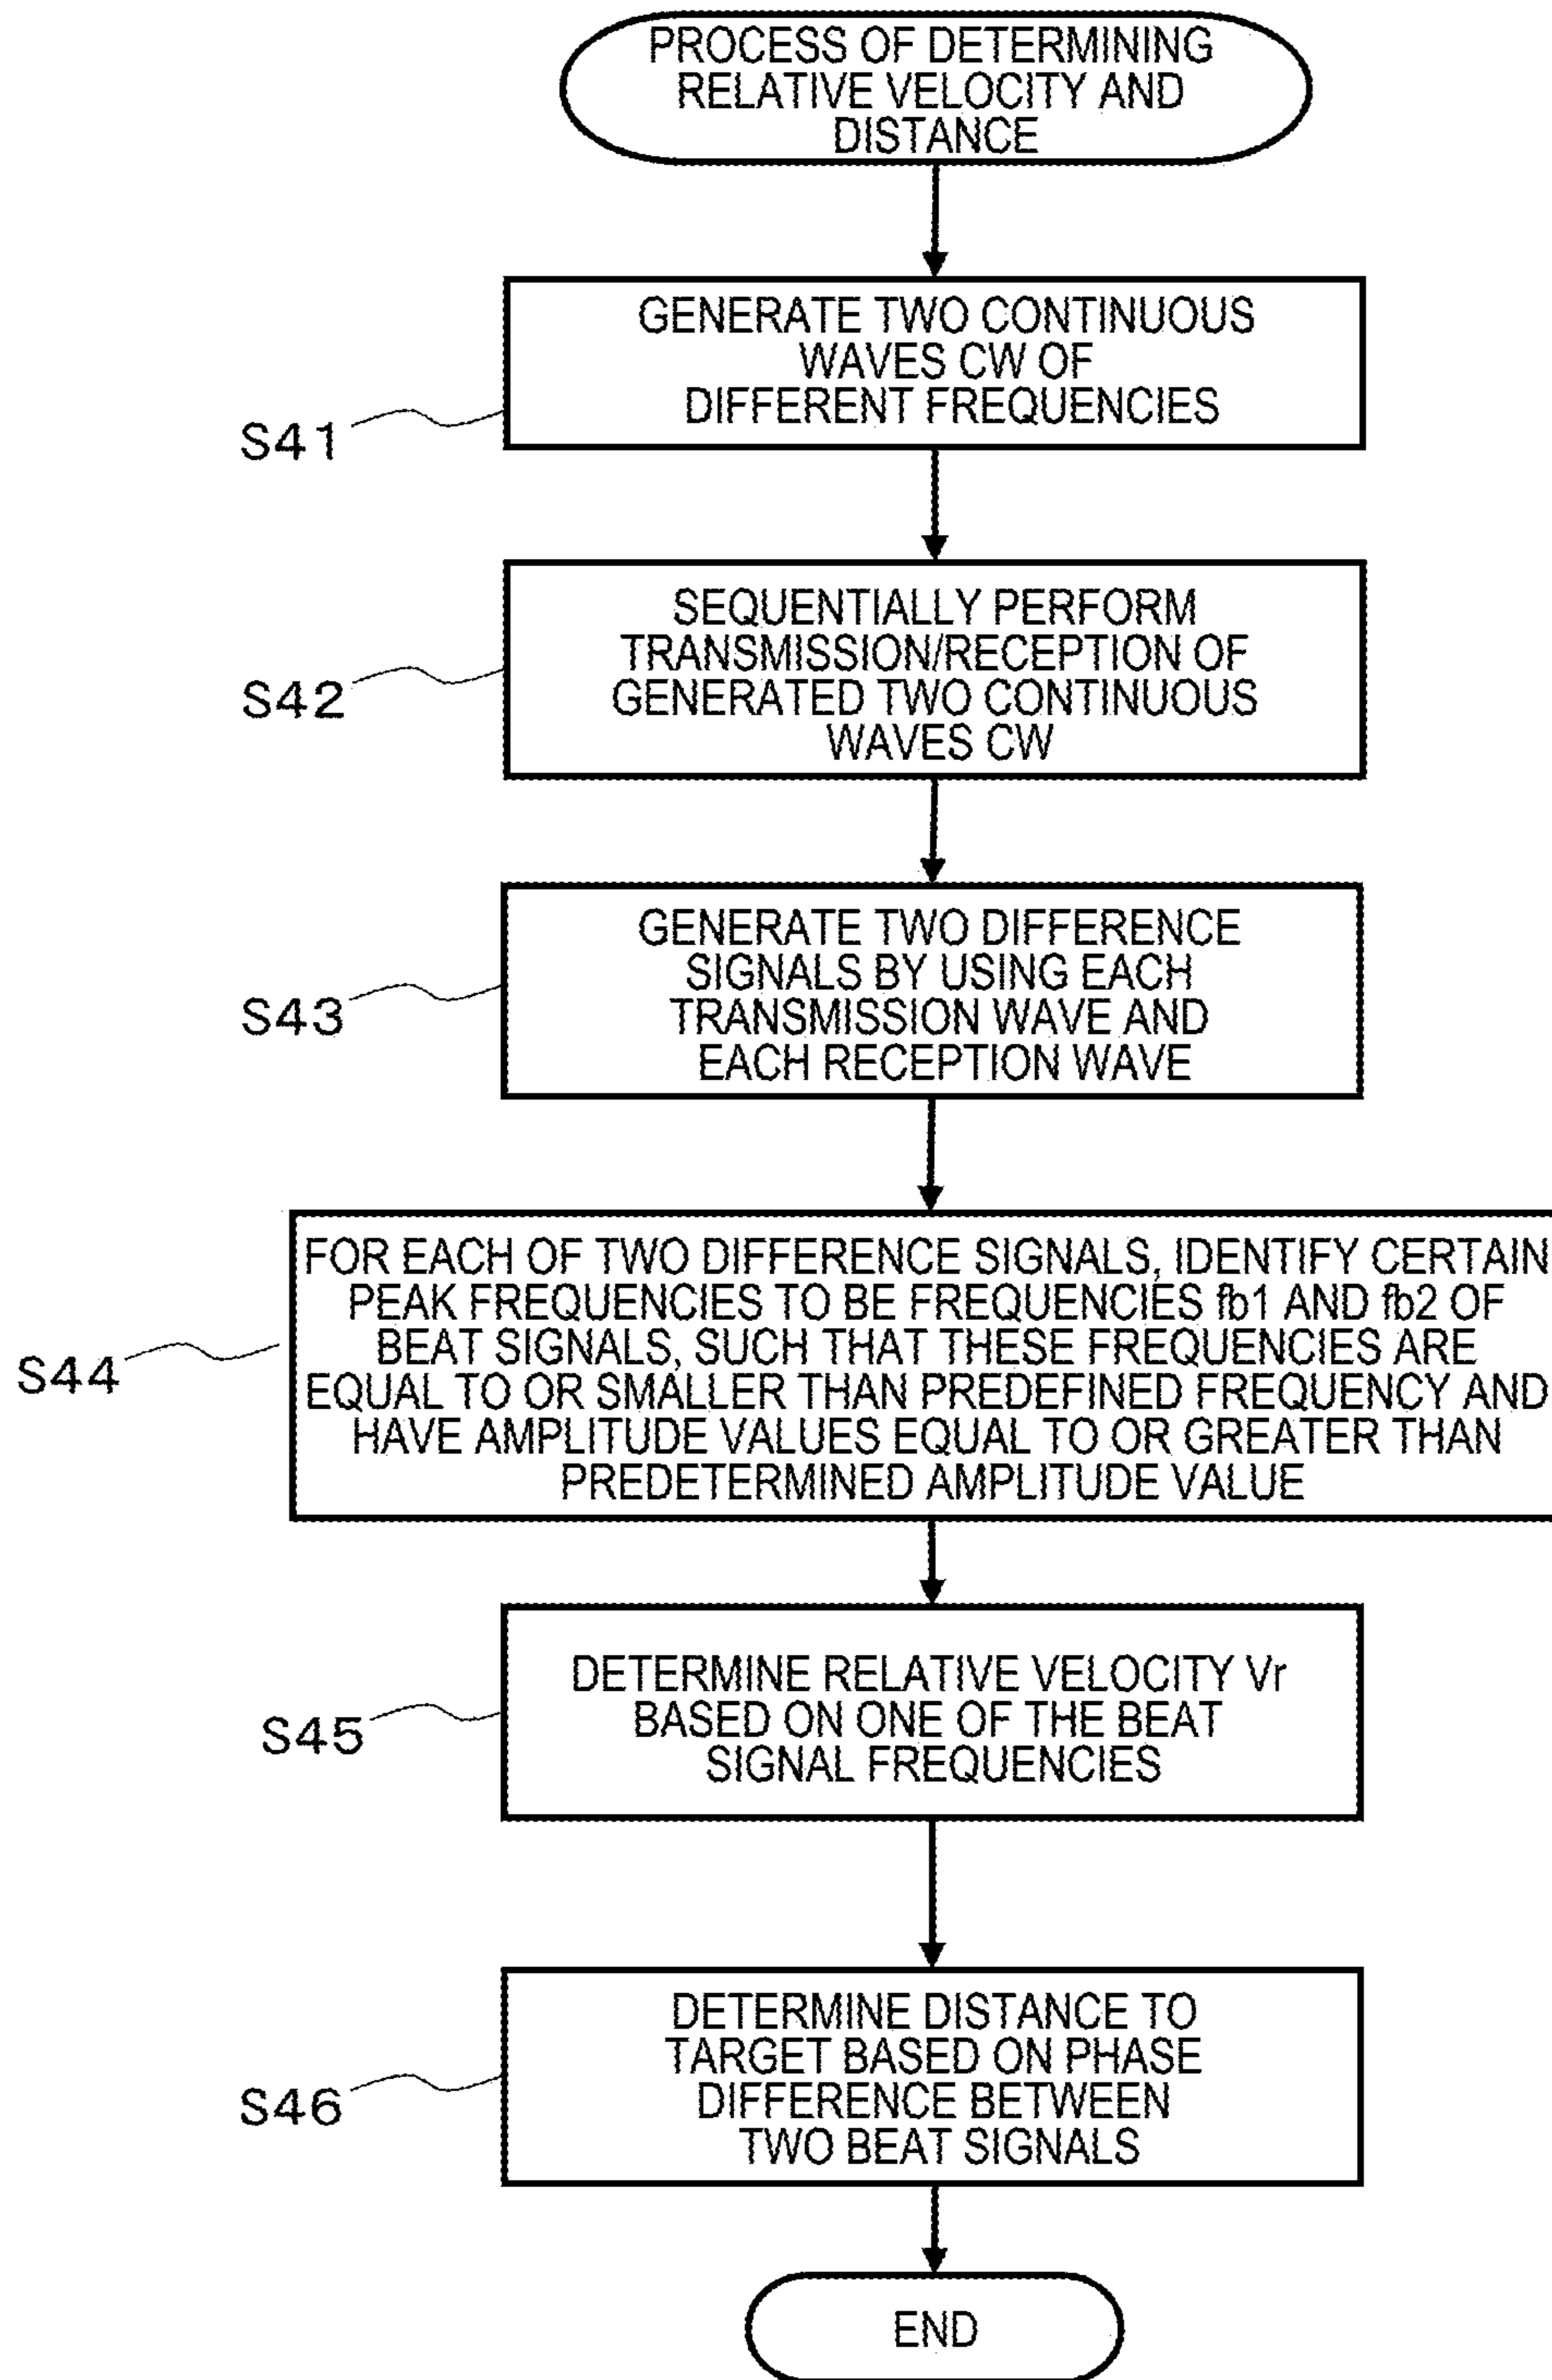 PROCESS OF DETERMINING
RELATIVE VELOCITY AND
DISTANCE
GENERATE TWO CONTINUOUS
WAVES CW OF
DIFFERENT FREQUENCIES
S41
SEQUENTIALLY PERFORM
TRANSMISSION/RECEPTION OF
GENERATED TWO CONTINUOUS
WAVES CW
S42
GENERATE TWO DIFFERENCE
SIGNALS BY USING EACH
TRANSMISSION WAVE AND
EACH RECEPTION WAVE
S43
FOR EACH OF TWO DIFFERENCE SIGNALS, IDENTIFY CERTAIN
PEAK FREQUENCIES TO BE FREQUENCIES fb1 AND fb2 OF
BEAT SIGNALS, SUCH THAT THESE FREQUENCIES ARE
EQUAL TO OR SMALLER THAN PREDEFINED FREQUENCY AND
HAVE AMPLITUDE VALUES EQUAL TO OR GREATER THAN
PREDETERMINED AMPLITUDE VALUE
S44
DETERMINE RELATIVE VELOCITY Vr
BASED ON ONE OF THE BEAT
SIGNAL FREQUENCIES
S45
DETERMINE DISTANCE TO
TARGET BASED ON PHASE
DIFFERENCE BETWEEN
TWO BEAT SIGNALS
S46
END